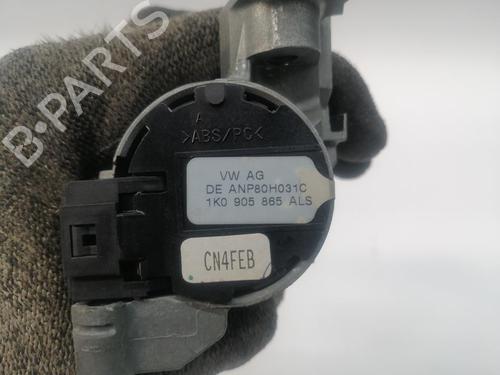 A
>ABS/PC<
VW AG
DE ANP80H031C
1K0 905 865 ALS
CN4FEB
B-PARTS